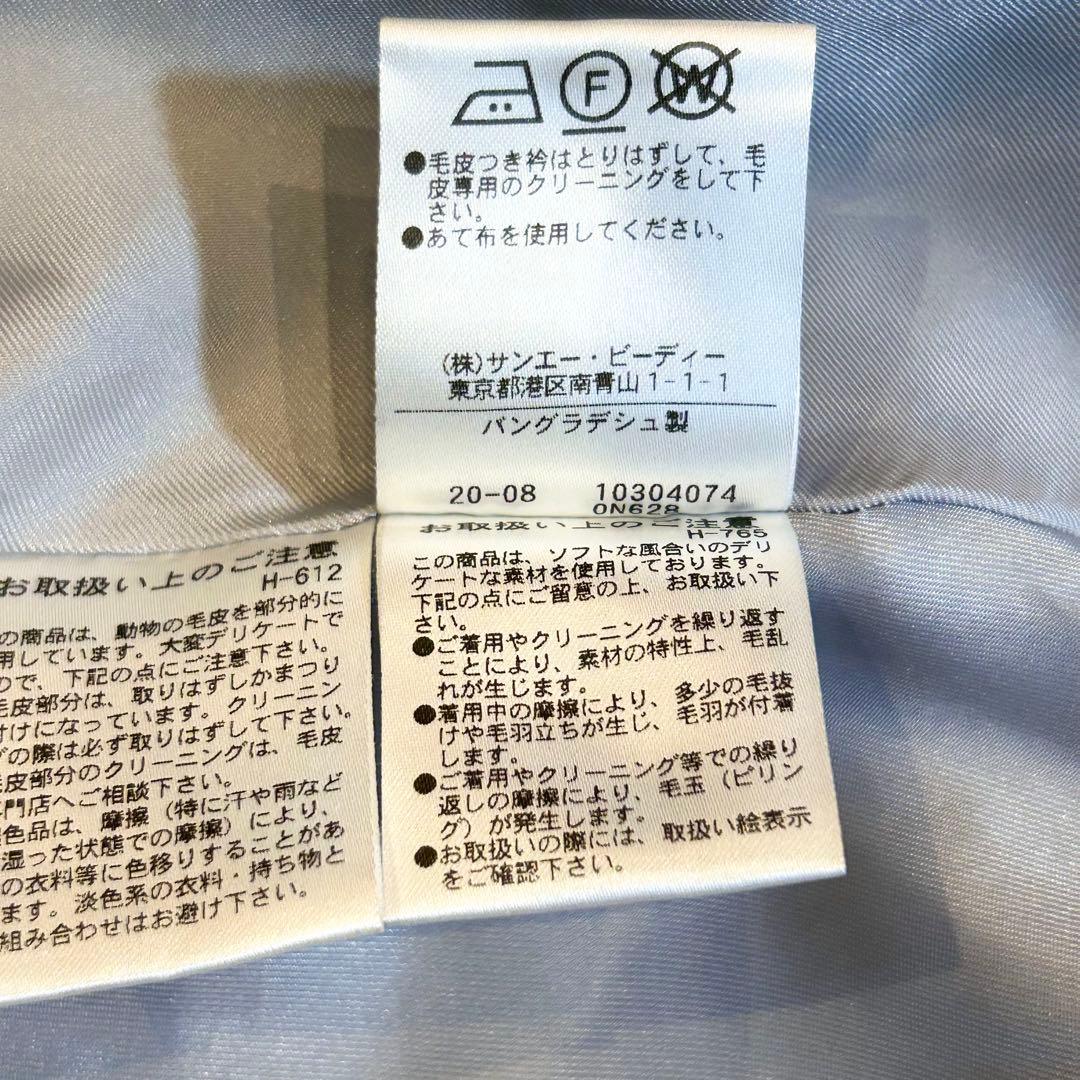 F
W
●毛皮つき衿はとりはずして、毛
皮専用のクリーニングをして下
さい。
●あて布を使用してください。
(株)サンエー・ビーディー
東京都港区南青山1-1-1
バングラデシュ製
20-08 10304074
0N628
お取扱い上のご注意
H-765
この商品は、ソフトな風合いのデリ
ケートな素材を使用しております。
下記の点にご留意の上、お取扱い下
さい。
●ご着用やクリーニングを繰り返す
ことにより、素材の特性上、毛乱
れが生じます。
●着用中の摩擦により、多少の毛抜
けや毛羽立ちが生じ、毛羽が付着
します。
●ご着用やクリーニング等での繰り
返しの摩擦により、毛玉（ピリン
グ）が発生します。
●お取扱いの際には、取扱い絵表示
をご確認下さい。
お取扱い上のご注意
H-612
の商品は、動物の毛皮を部分的に
用しています。大変デリケートで
ので、下記の点にご注意下さい。
毛皮部分は、取りはずしかまつり
付けになっています。クリーニン
グの際は必ず取りはずして下さい。
毛皮部分のクリーニングは、毛皮
専門店へご相談下さい。
色品は、摩擦（特に汗や雨など
湿った状態での摩擦）により、
の衣料等に色移りすることがあ
ます。淡色系の衣料・持ち物と
組み合わせはお避け下さい。